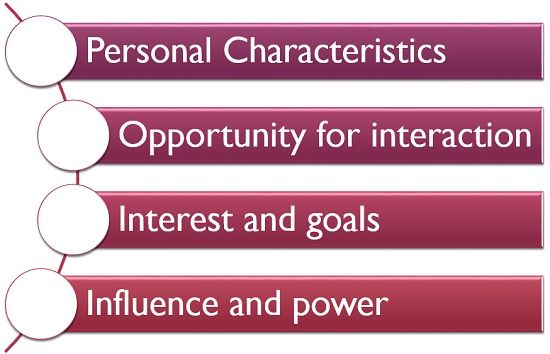 Personal Characteristics
Opportunity for interaction
Interest and goals
Influence and power